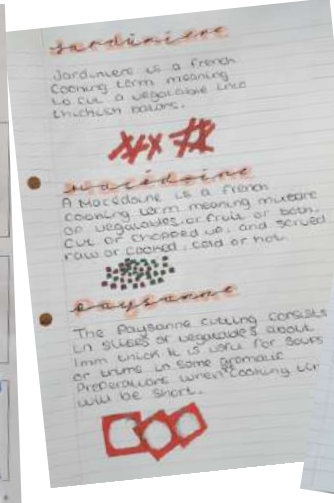 Jardiniere
Jardiniere is a french
cooking term meaning
to cut a vegetable into
thickish batons.
Macédoine
A Macédoine is a french
cooking term meaning mixture
of vegetables or fruit or both,
cut or chopped up, and served
raw or cooked, cold or hot.
paysanne
The Paysanne cutting consists
in slices of vegetables about
1mm thick it is useful for soups
or trims in some aromatic
Preparations when cooking
will be short.